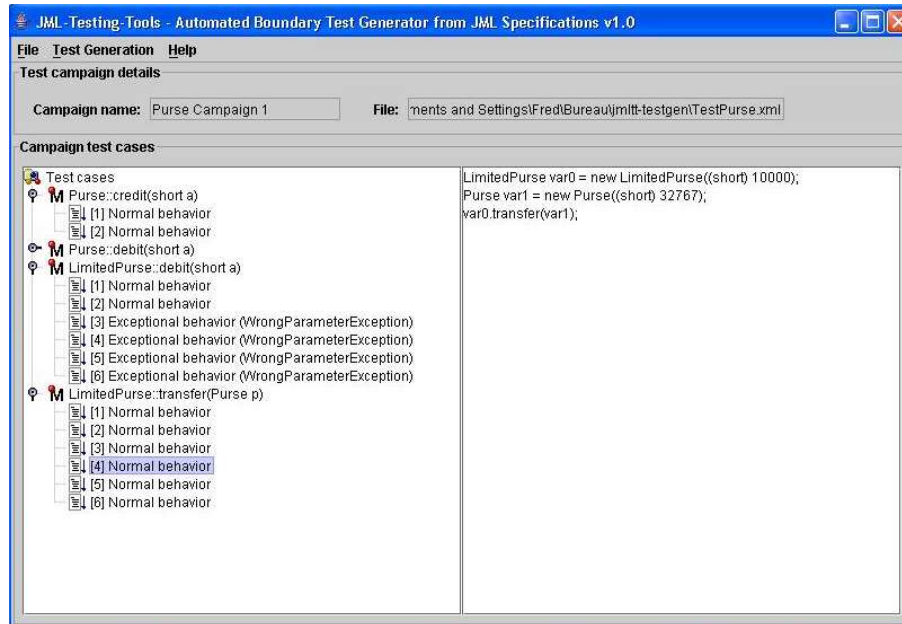 JML-Testing-Tools - Automated Boundary Test Generator from JML Specifications v1.0
File Test Generation Help
Test campaign details
Campaign name: Purse Campaign 1 File: ments and Settings\Fred\Bureau\jmltt-testgen\TestPurse.xml
Campaign test cases
Test cases
M Purse::credit(short a)
[1] Normal behavior
[2] Normal behavior
M Purse::debit(short a)
M LimitedPurse::debit(short a)
[1] Normal behavior
[2] Normal behavior
[3] Exceptional behavior (WrongParameterException)
[4] Exceptional behavior (WrongParameterException)
[5] Exceptional behavior (WrongParameterException)
[6] Exceptional behavior (WrongParameterException)
M LimitedPurse::transfer(Purse p)
[1] Normal behavior
[2] Normal behavior
[3] Normal behavior
[4] Normal behavior
[5] Normal behavior
[6] Normal behavior
LimitedPurse var0 = new LimitedPurse((short) 10000);
Purse var1 = new Purse((short) 32767);
var0.transfer(var1);